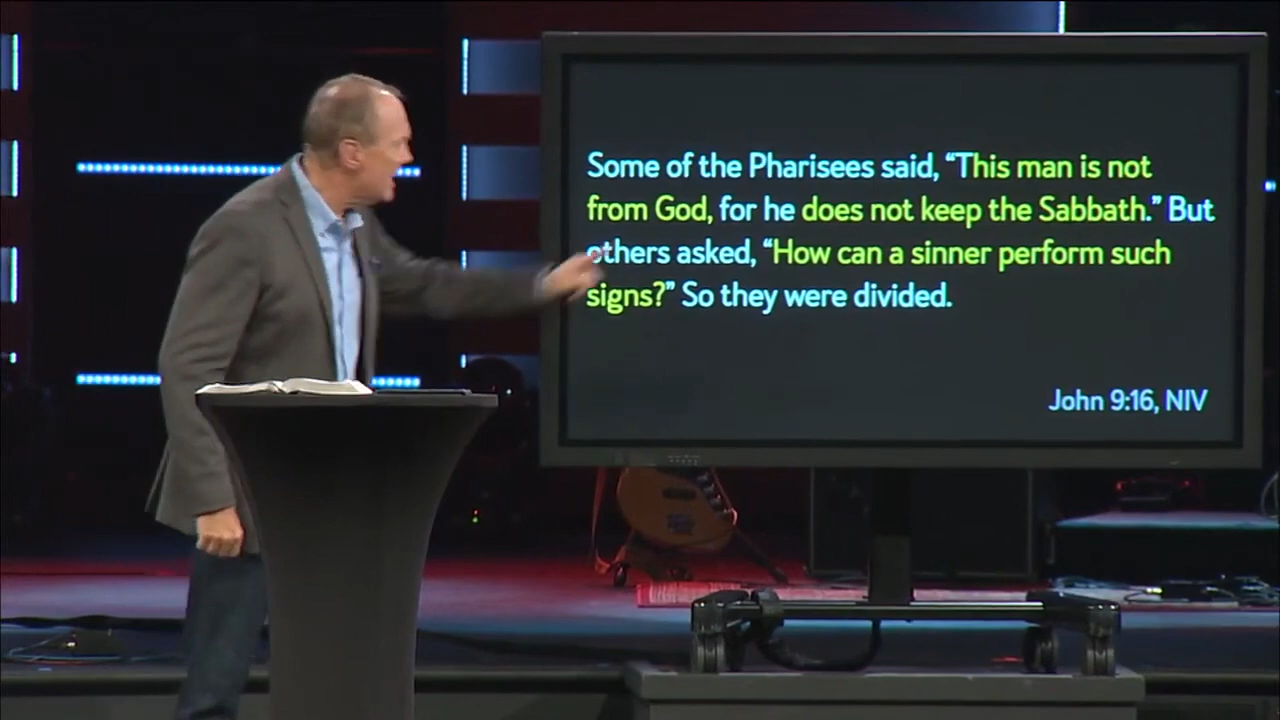 Some of the Pharisees said, “This man is not
from God, for he does not keep the Sabbath.” But
others asked, “How can a sinner perform such
signs?” So they were divided.
John 9:16, NIV